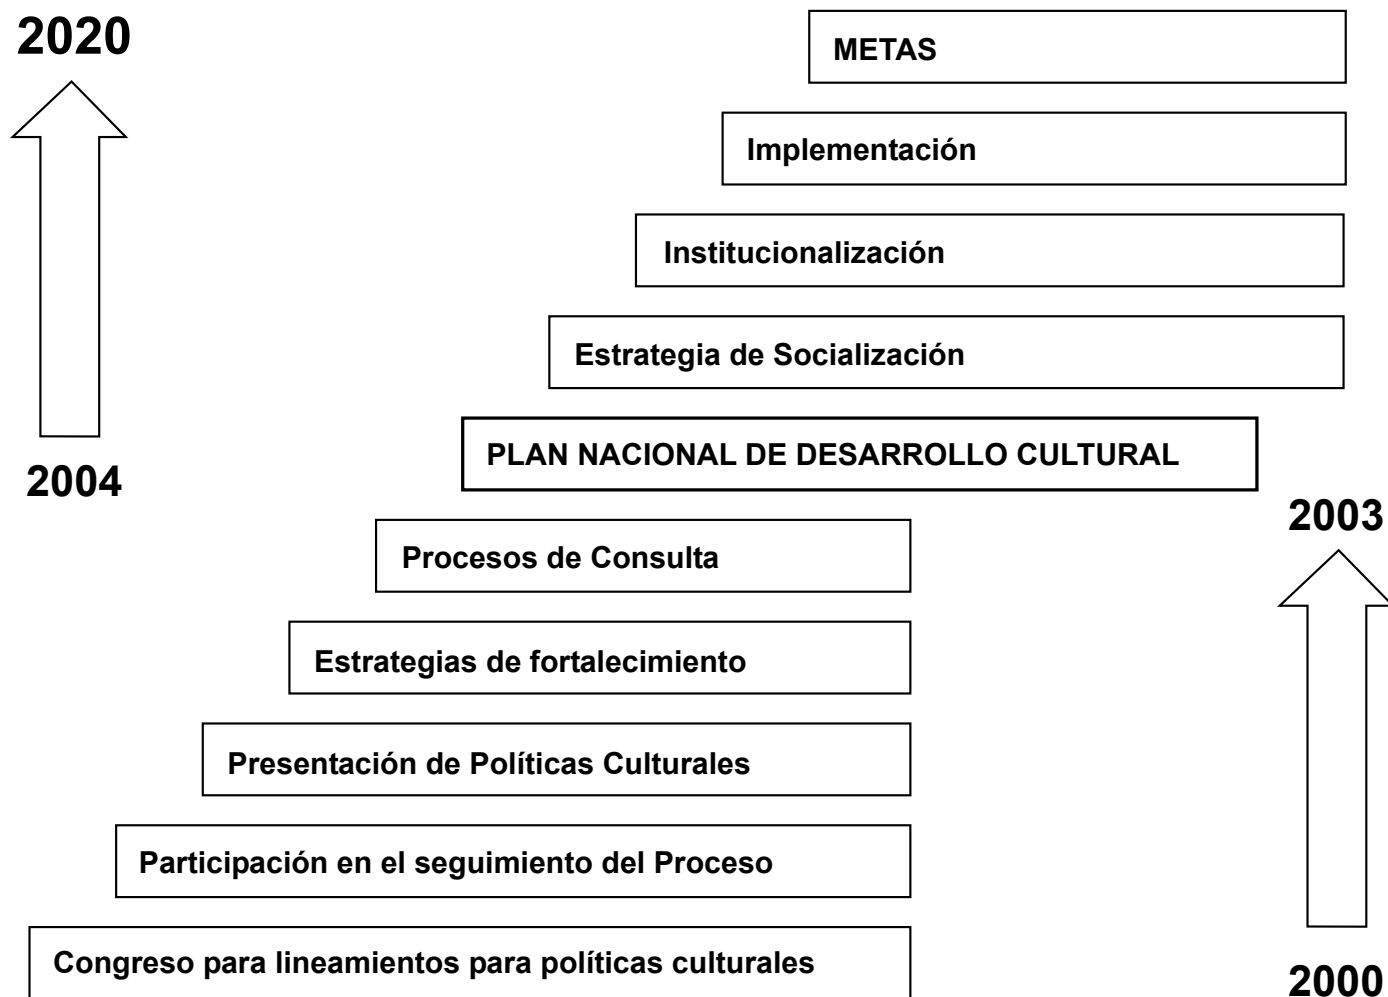 2020
METAS
Implementación
Institucionalización
Estrategia de Socialización
PLAN NACIONAL DE DESARROLLO CULTURAL
2004
2003
Procesos de Consulta
Estrategias de fortalecimiento
Presentación de Políticas Culturales
Participación en el seguimiento del Proceso
Congreso para lineamientos para políticas culturales
2000